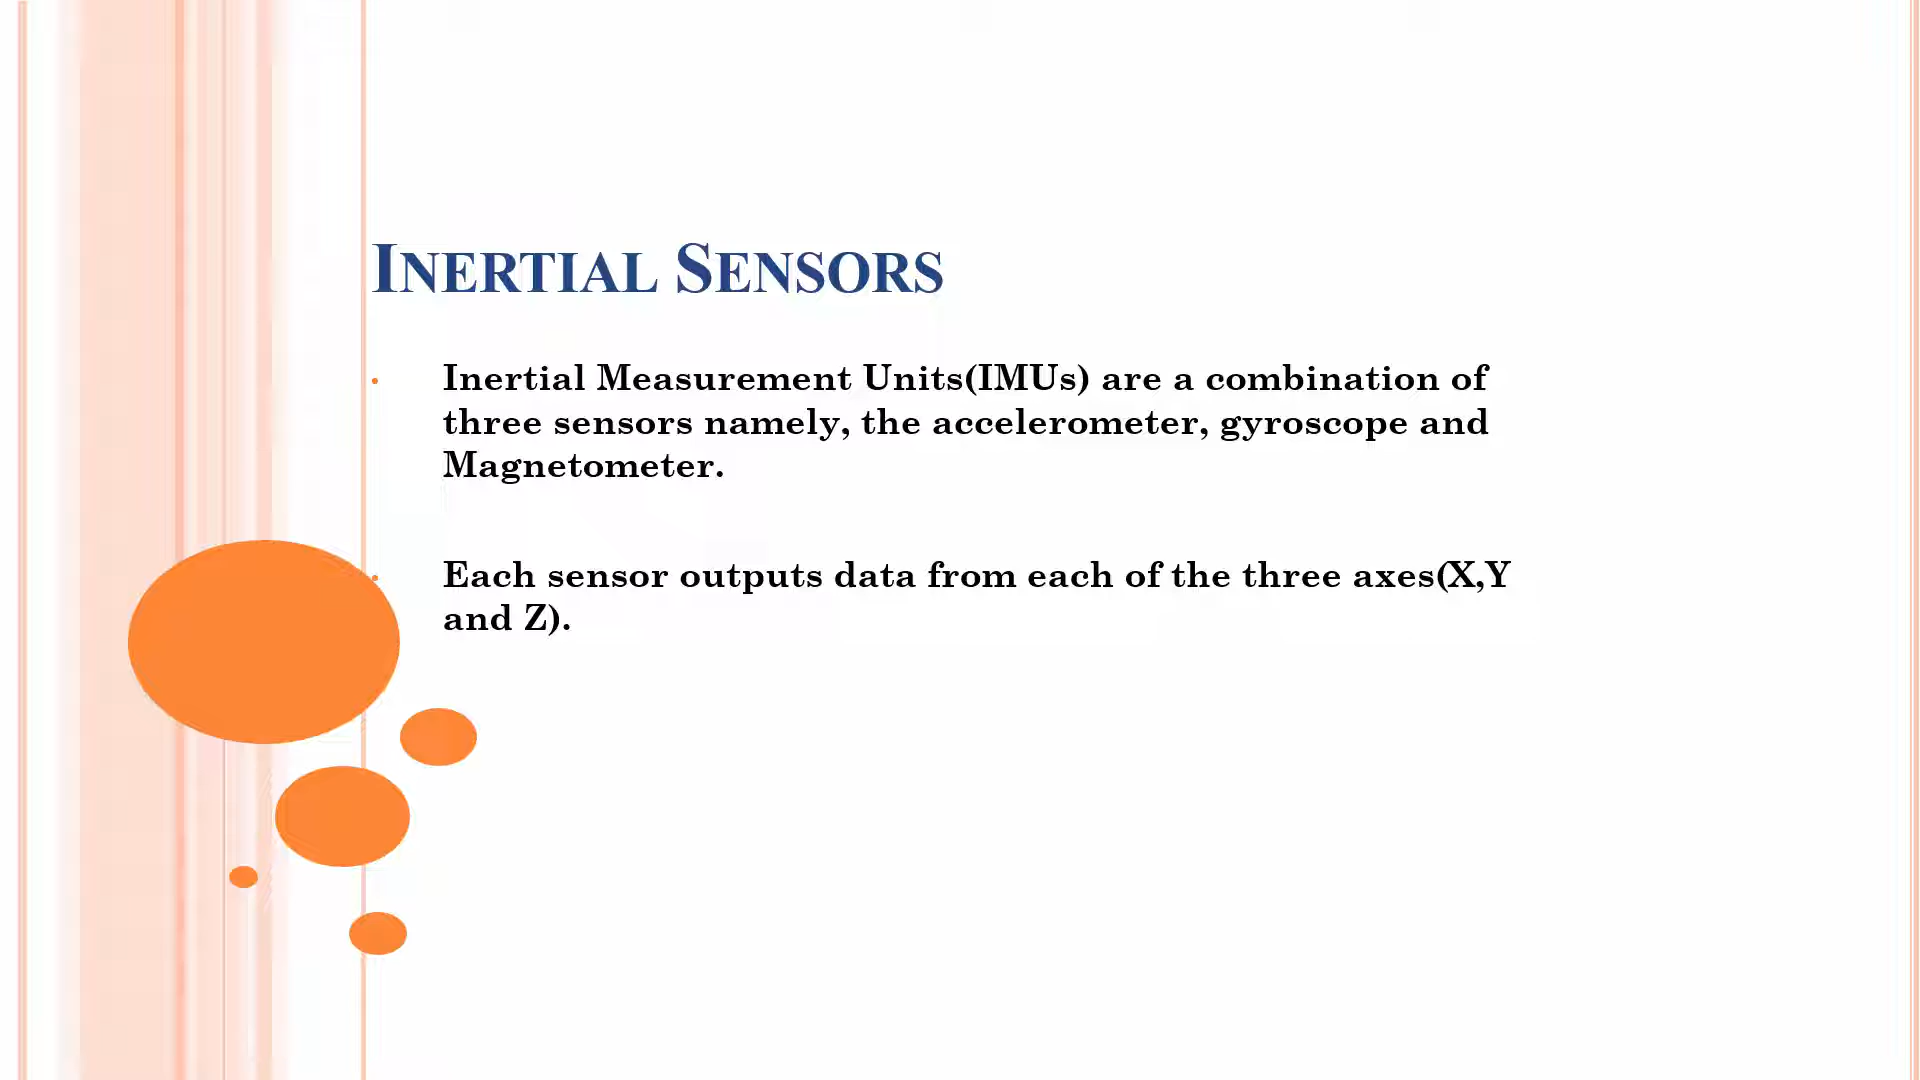 Inertial Sensors
• Inertial Measurement Units(IMUs) are a combination of
three sensors namely, the accelerometer, gyroscope and
Magnetometer.
• Each sensor outputs data from each of the three axes(X,Y
and Z).